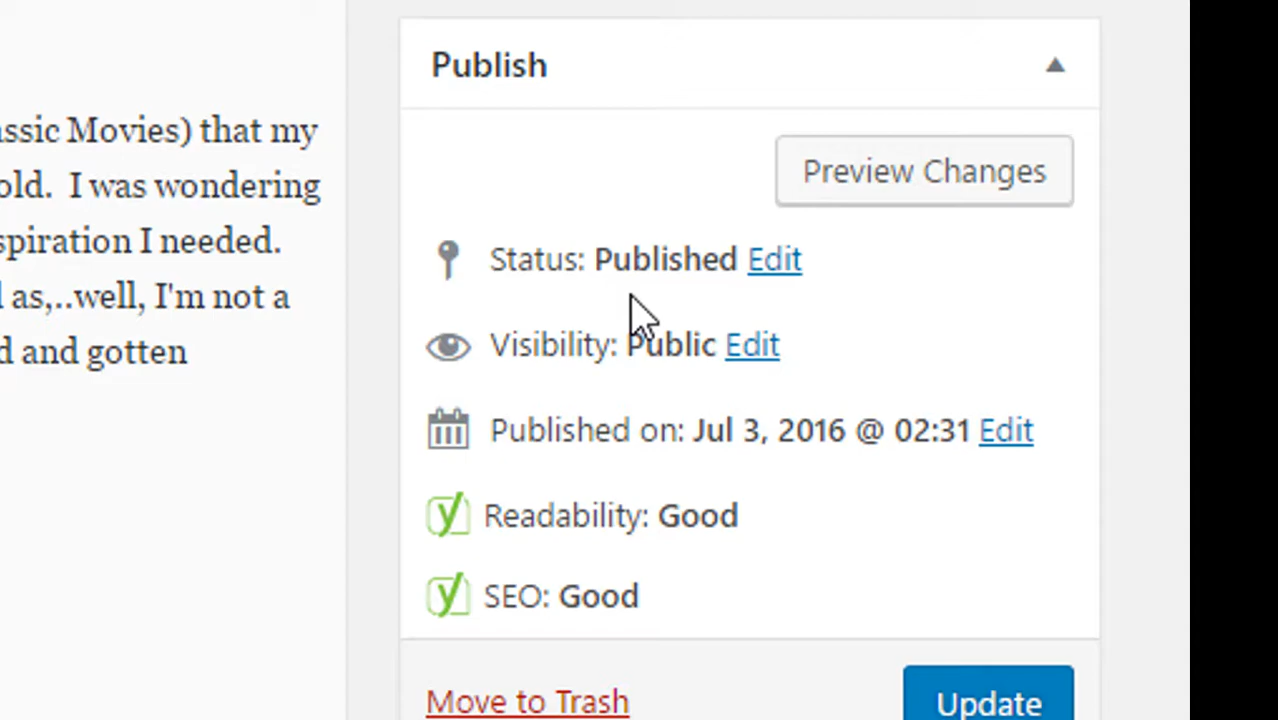 assic Movies) that my
old.  I was wondering
spiration I needed.
d as,..well, I'm not a
d and gotten
Publish
Preview Changes
Status: Published Edit
Visibility: Public Edit
Published on: Jul 3, 2016 @ 02:31 Edit
Readability: Good
SEO: Good
Move to Trash
Update